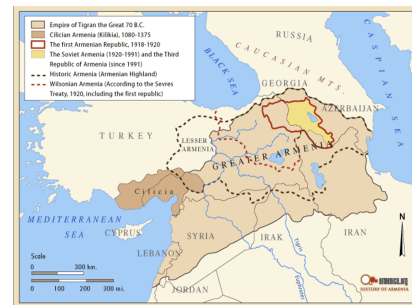 Empire of Tigran the Great 70 B.C.
Cilician Armenia (Kilikia), 1080-1375
The first Armenian Republic, 1918-1920
The Soviet Armenia (1920-1991) and the Third
Republic of Armenia (since 1991)
Historic Armenia (Armenian Highland)
Wilsonian Armenia (According to the Sevres
Treaty, 1920, including the first republic)
RUSSIA
CAUCASIAN MTS.
BLACK SEA
CASPIAN SEA
GEORGIA
AZERBAIJAN
TURKEY
LESSER
ARMENIA
GREATER ARMENIA
Cilicia
MEDITERRANEAN
SEA
CYPRUS
SYRIA
LEBANON
IRAK
IRAN
Tigris
Euphrates
JORDAN
Scale
0 300 km.
0 100 200 300 mi.
N
HISTORY OF ARMENIA